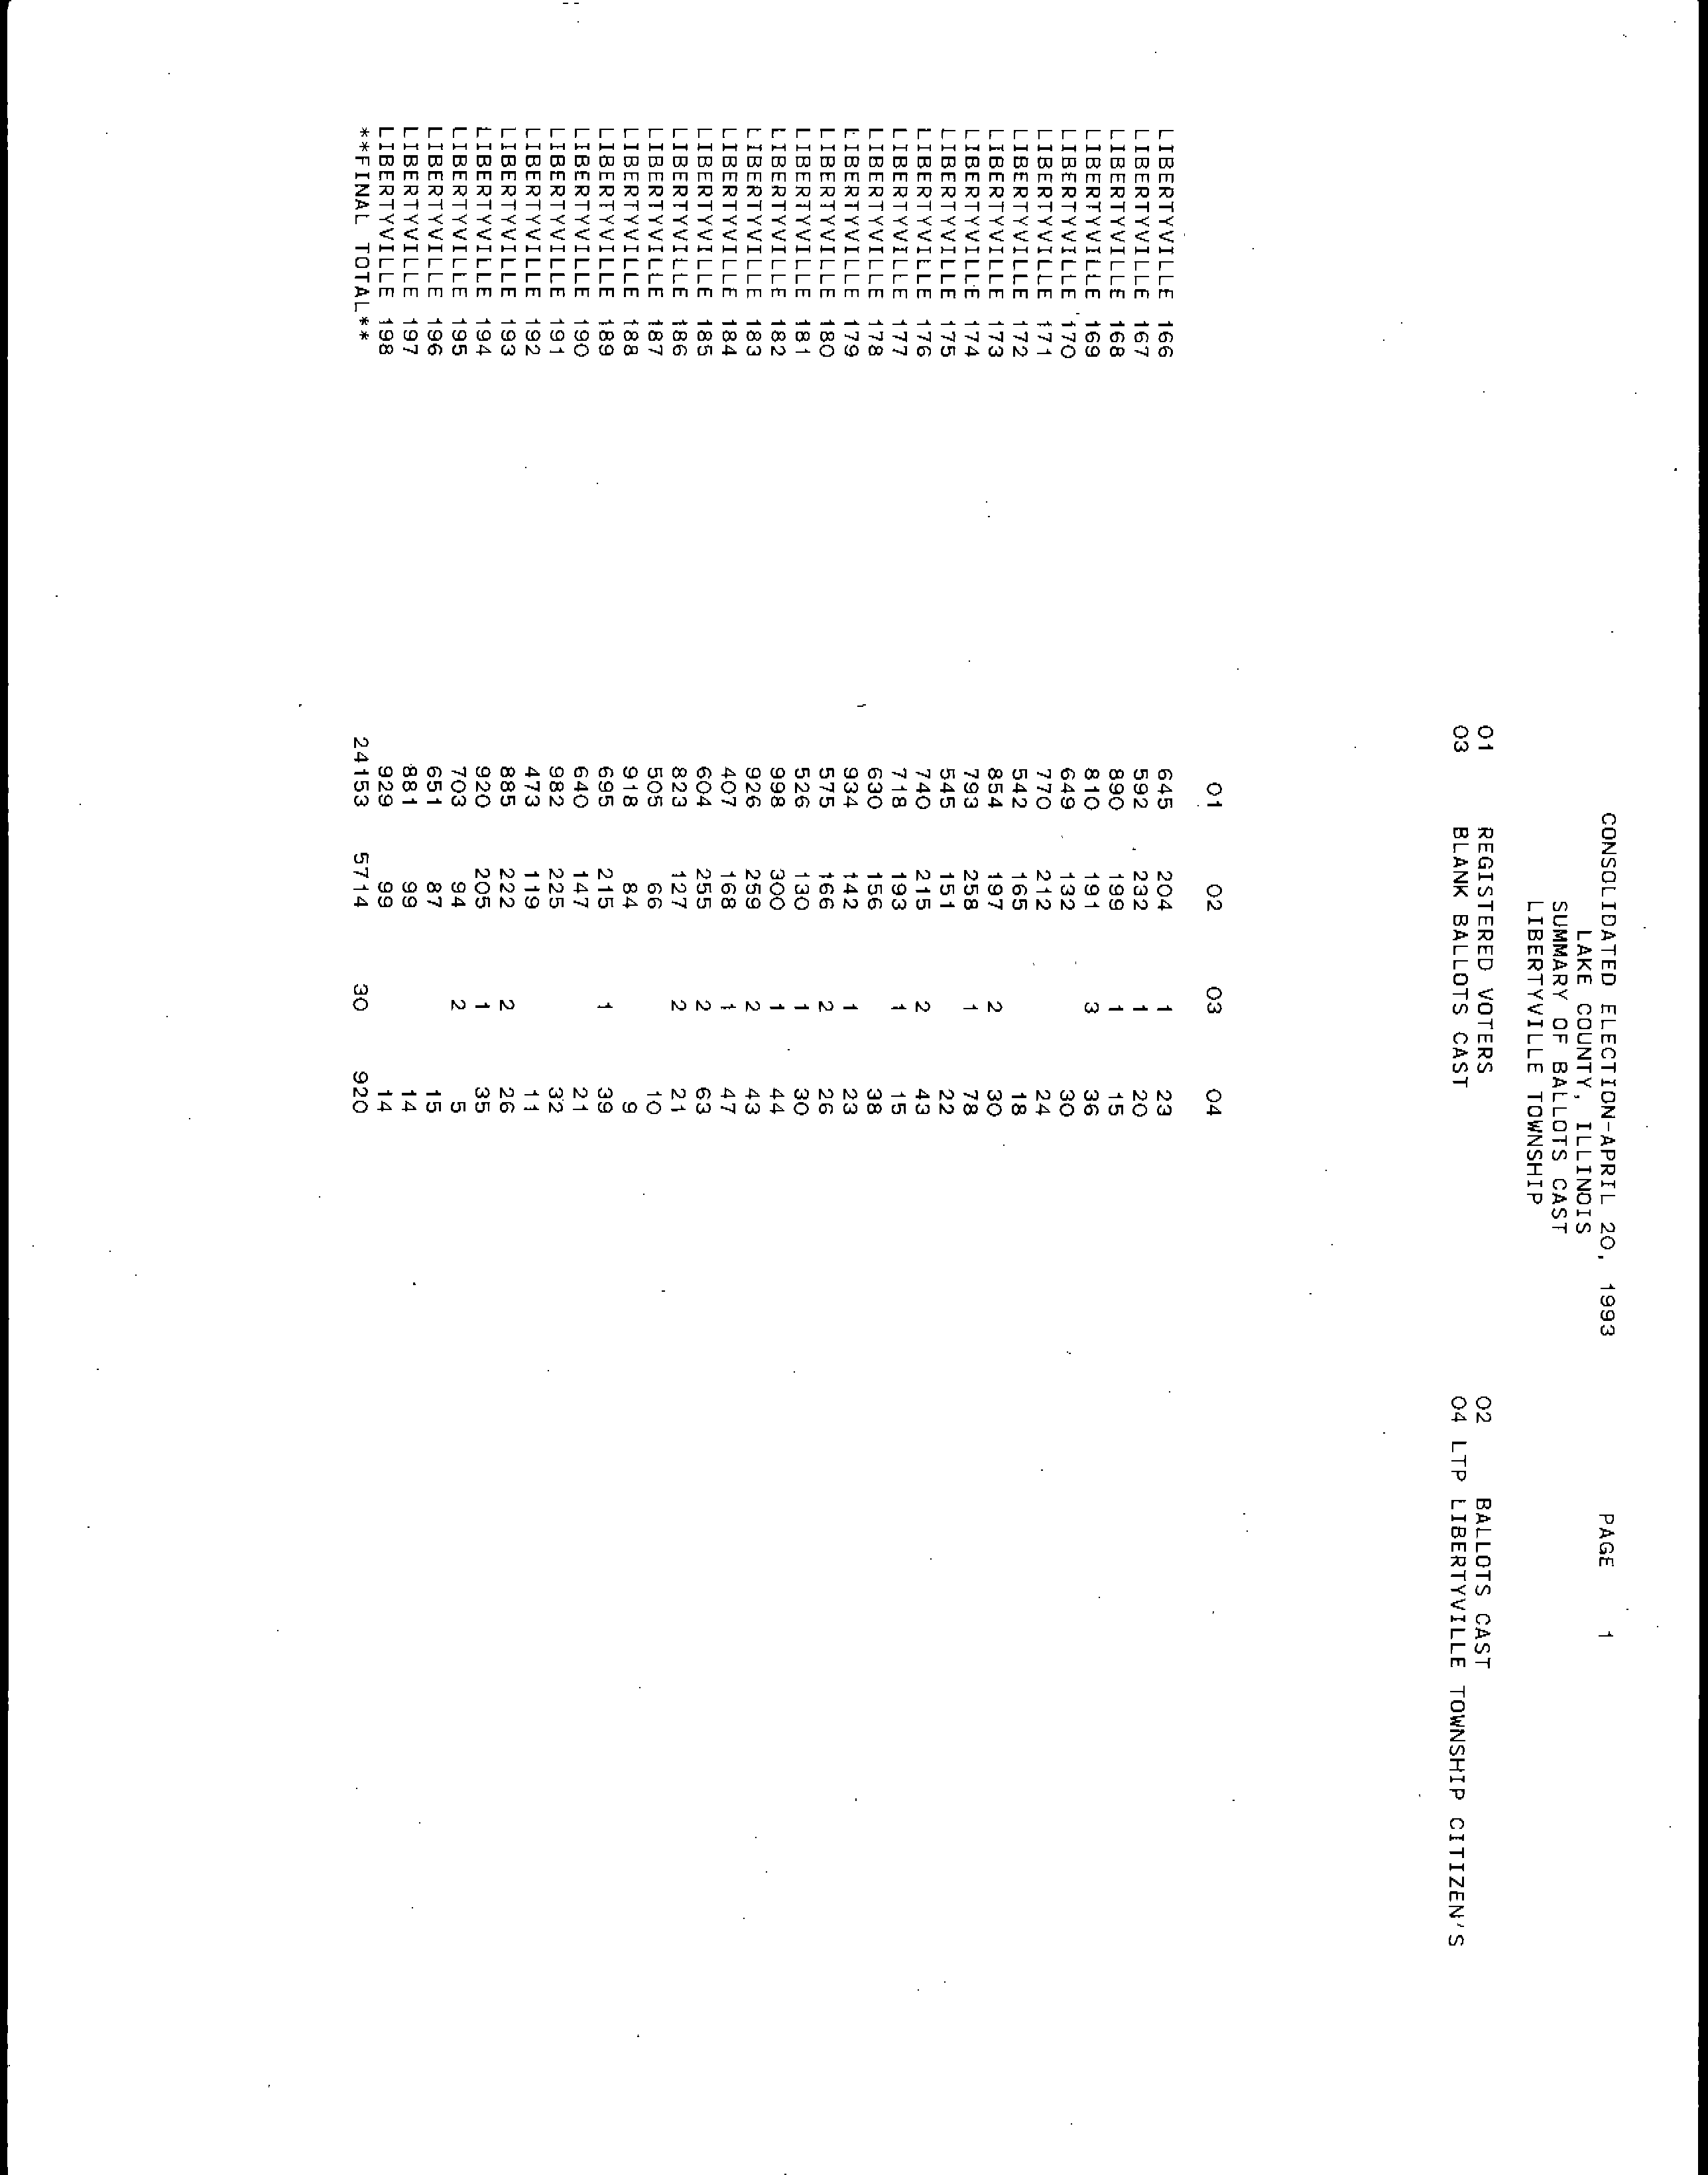 CONSOLIDATED ELECTION-APRIL 20, 1993 PAGE 1
LAKE COUNTY, ILLINOIS
SUMMARY OF BALLOTS CAST
LIBERTYVILLE TOWNSHIP
01 REGISTERED VOTERS 02 BALLOTS CAST
03 BLANK BALLOTS CAST 04 LTP LIBERTYVILLE TOWNSHIP CITIZEN'S
01 02 03 04
LIBERTYVILLE 166 645 204 1 23
LIBERTYVILLE 167 592 232 1 20
LIBERTYVILLE 168 890 199 1 15
LIBERTYVILLE 169 810 191 3 36
LIBERTYVILLE 170 649 132 30
LIBERTYVILLE 171 770 212 24
LIBERTYVILLE 172 542 165 18
LIBERTYVILLE 173 854 197 2 30
LIBERTYVILLE 174 793 258 1 78
LIBERTYVILLE 175 545 151 22
LIBERTYVILLE 176 740 215 2 43
LIBERTYVILLE 177 718 193 1 15
LIBERTYVILLE 178 630 156 38
LIBERTYVILLE 179 934 142 1 23
LIBERTYVILLE 180 575 166 2 26
LIBERTYVILLE 181 526 130 1 30
LIBERTYVILLE 182 998 300 1 44
LIBERTYVILLE 183 926 259 2 43
LIBERTYVILLE 184 407 168 1 47
LIBERTYVILLE 185 604 255 2 63
LIBERTYVILLE 186 823 127 2 21
LIBERTYVILLE 187 505 66 10
LIBERTYVILLE 188 918 84 9
LIBERTYVILLE 189 695 215 1 39
LIBERTYVILLE 190 640 147 21
LIBERTYVILLE 191 982 225 32
LIBERTYVILLE 192 473 119 11
LIBERTYVILLE 193 885 222 2 26
LIBERTYVILLE 194 920 205 1 35
LIBERTYVILLE 195 703 94 2 5
LIBERTYVILLE 196 651 87 15
LIBERTYVILLE 197 881 99 14
LIBERTYVILLE 198 929 99 14
**FINAL TOTAL** 24153 5714 30 920